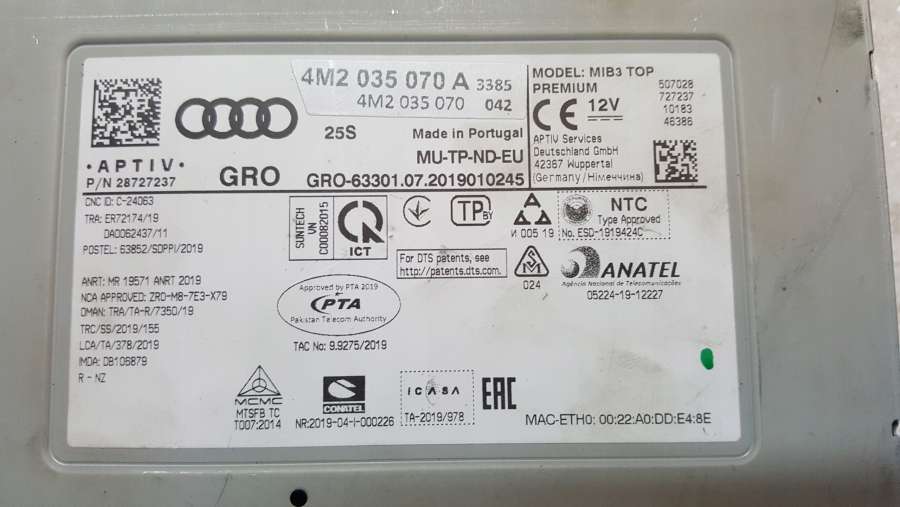 4M2 035 070 A 3385
4M2 035 070 042
25S
Made in Portugal
MU-TP-ND-EU
GRO
GRO-63301.07.2019010245
MODEL: MIB3 TOP
PREMIUM
CE 12V
APTIV Services
Deutschland GmbH
42367 Wuppertal
(Germany/Німеччина)
507028
727237
10183
46386
• APTIV •
P/N 28727237
CNC ID: C-24063
TRA: ER72174/19
DA0062437/11
POSTEL: 63852/SDPPI/2019
ANRT: MR 19571 ANRT 2019
NCA APPROVED: ZRO-M8-7E3-X79
OMAN: TRA/TA-R/7350/19
TRC/SS/2019/155
LCA/TA/378/2019
IMDA: DB106879
R - NZ
SUNTECH
VN
C00082015
ICT
TP
BY
И 005 19
NTC
Type Approved
No. ESD-1919424C
For DTS patents, see
http://patents.dts.com.
024
ANATEL
Agência Nacional de Telecomunicações
05224-19-12227
Approved by PTA 2019
PTA
Pakistan Telecom Authority
TAC No: 9.9275/2019
MCMC
MTSFB TC
T007:2014
CONATEL
NR:2019-04-I-000226
ICASA
TA-2019/978
EAC
MAC-ETH0: 00:22:A0:DD:E4:8E